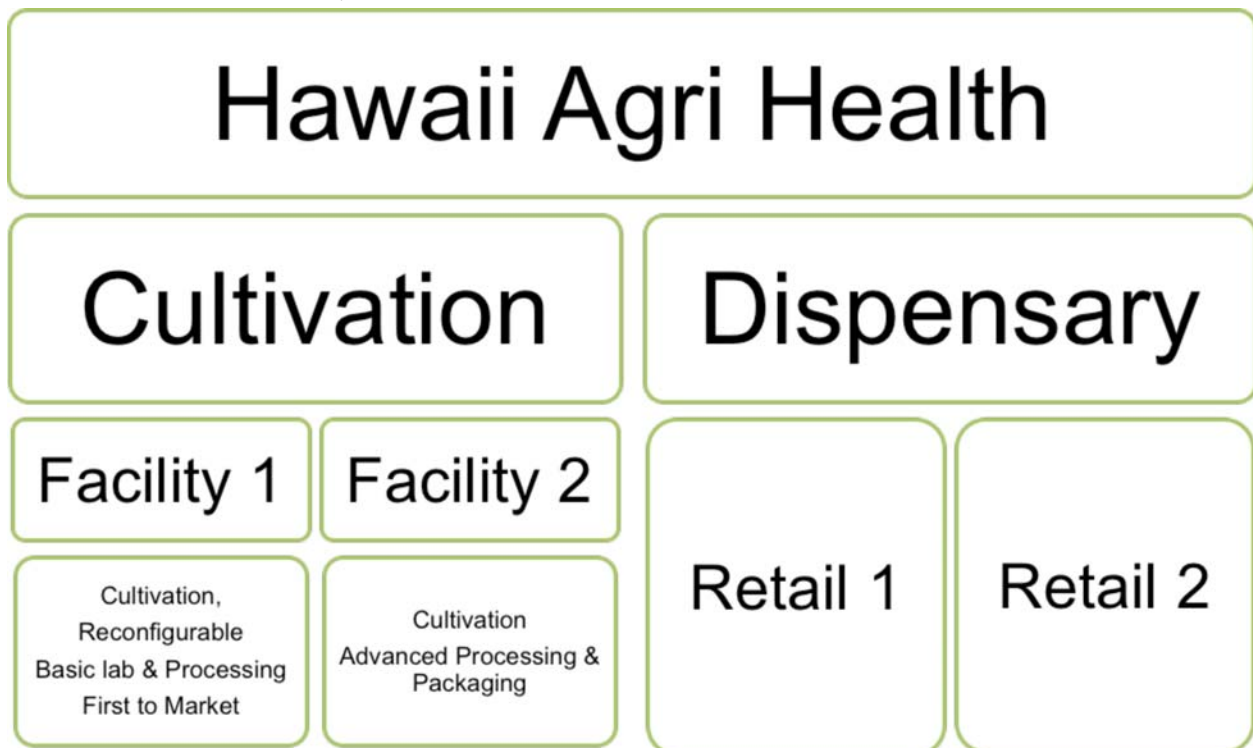 Hawaii Agri Health
Cultivation
Dispensary
Facility 1
Facility 2
Cultivation,
Reconfigurable
Basic lab & Processing
First to Market
Cultivation
Advanced Processing &
Packaging
Retail 1
Retail 2